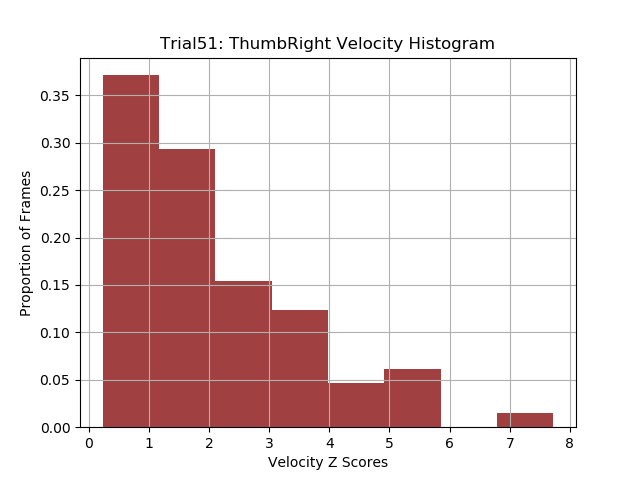 Trial51: ThumbRight Velocity Histogram
Proportion of Frames
0.35
0.30
0.25
0.20
0.15
0.10
0.05
0.00
0 1 2 3 4 5 6 7 8
Velocity Z Scores